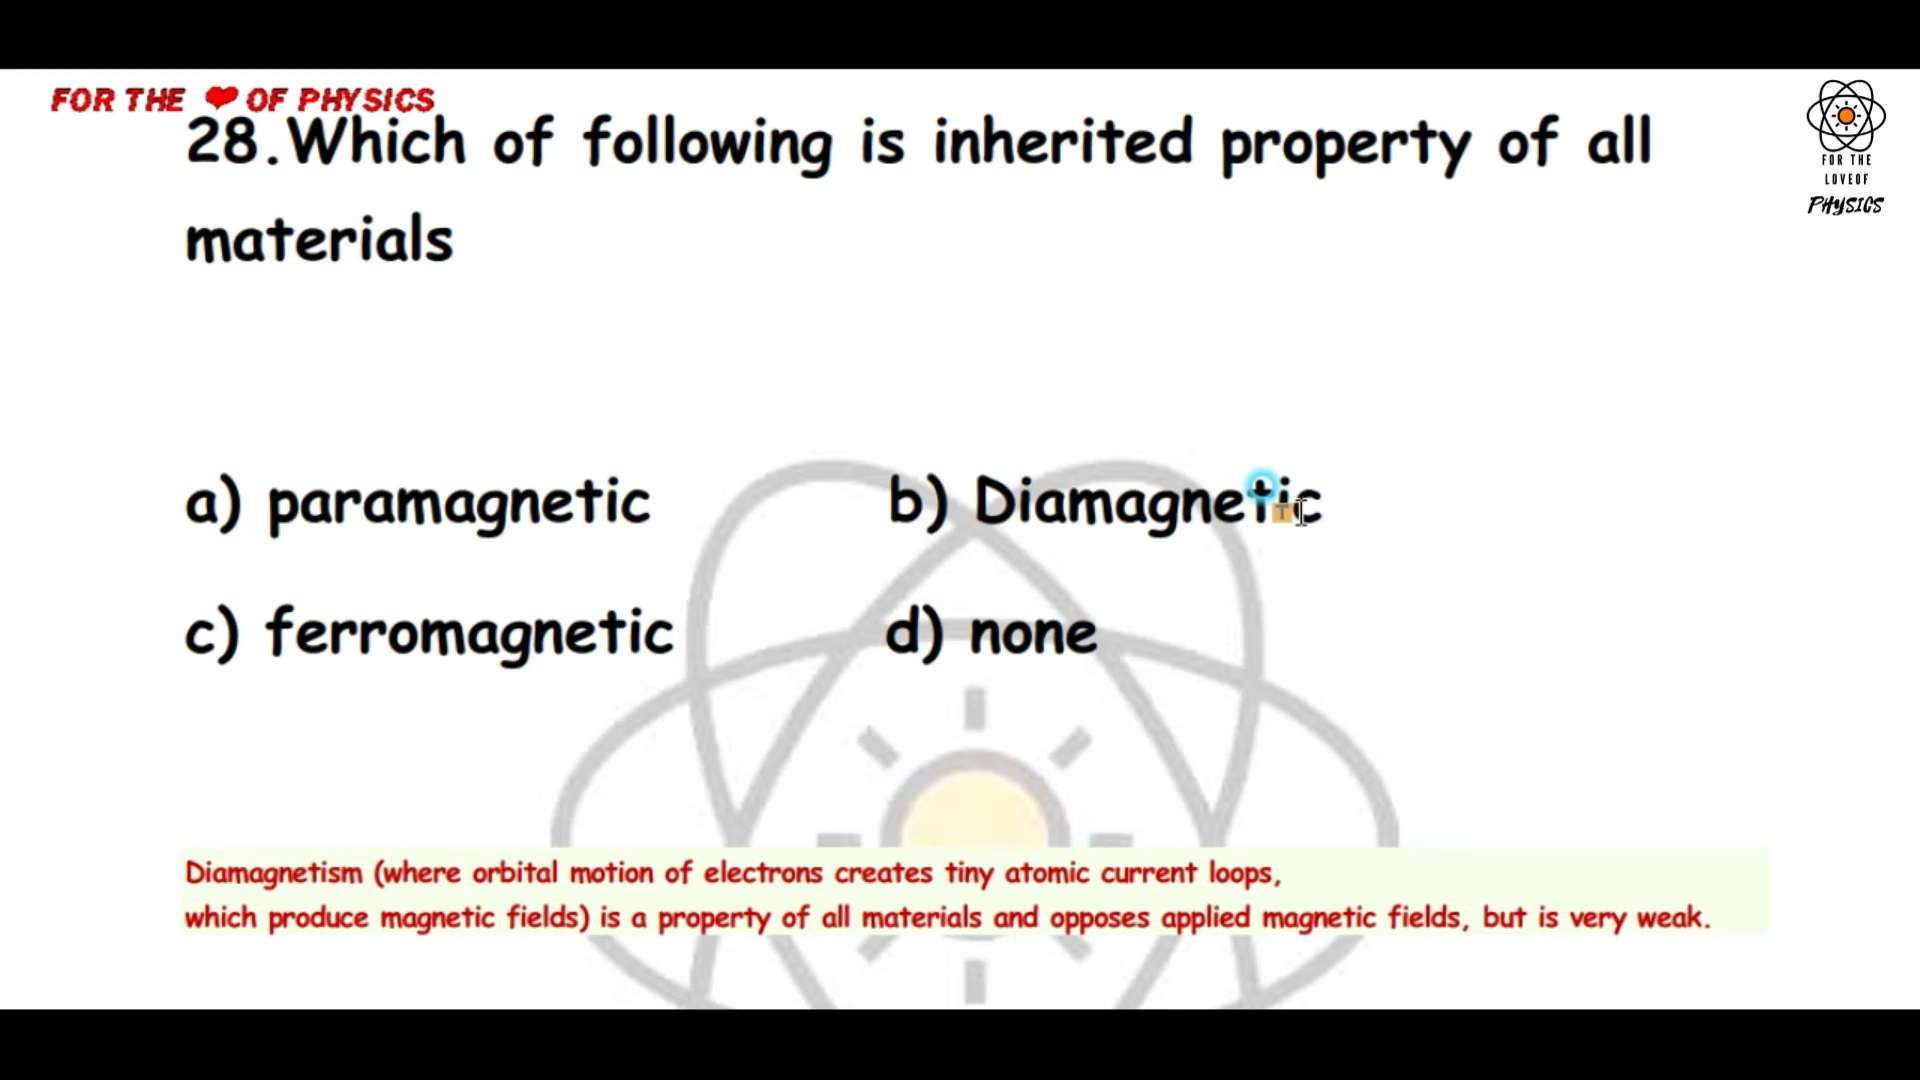 FOR THE ❤ OF PHYSICS
28.Which of following is inherited property of all
materials
a) paramagnetic b) Diamagnetic
c) ferromagnetic d) none
Diamagnetism (where orbital motion of electrons creates tiny atomic current loops,
which produce magnetic fields) is a property of all materials and opposes applied magnetic fields, but is very weak.
FOR THE
LOVE OF
PHYSICS